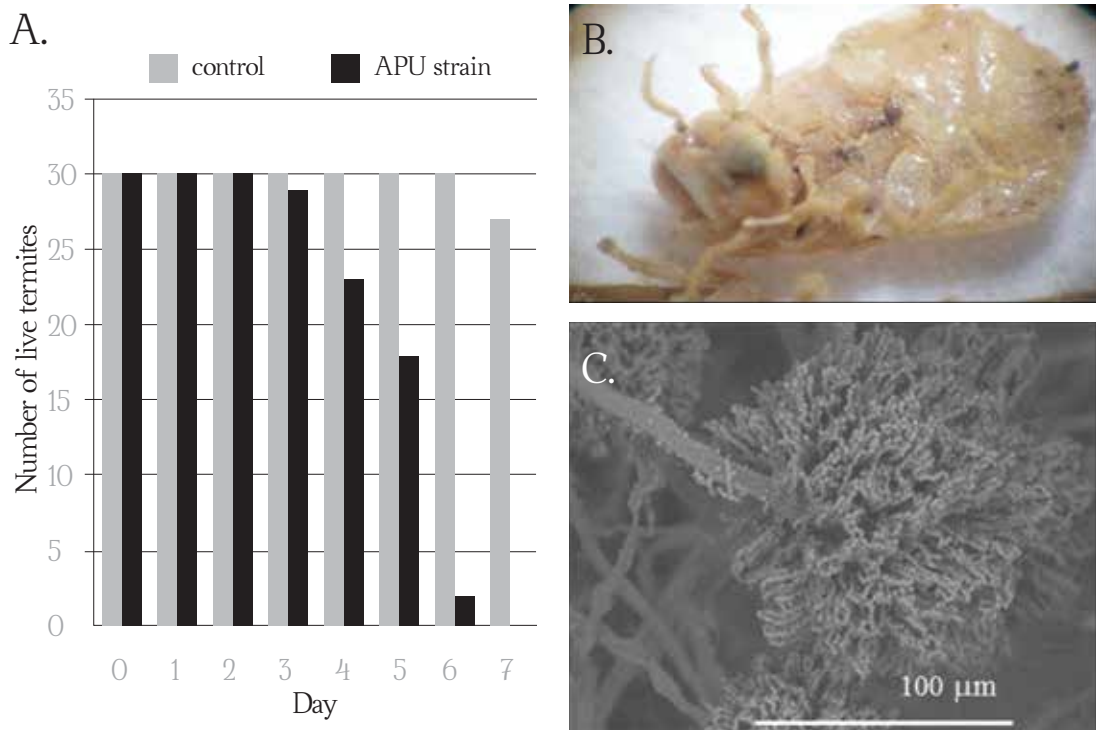 A.
control
APU strain
35
30
25
20
15
10
5
0
Number of live termites
0 1 2 3 4 5 6 7
Day
B.
C.
100 μm